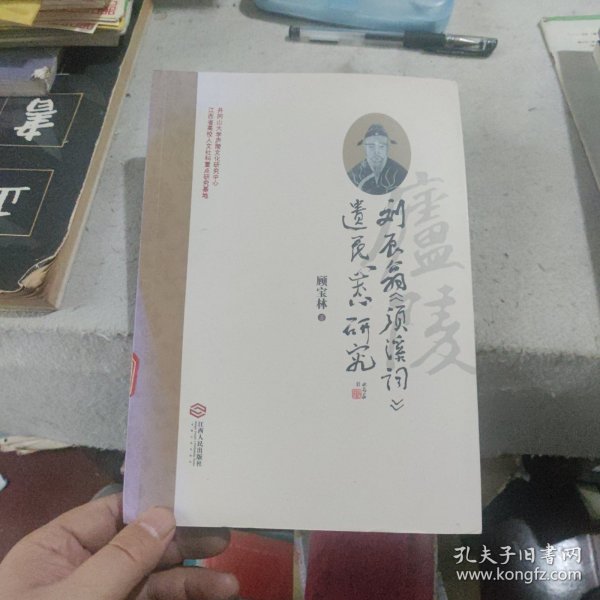 井冈山大学庐陵文化研究中心
江西省高校人文社科重点研究基地
廬陵
刘辰翁《须溪词》
遗民心态研究
顾宝林 著
江西人民出版社
書
孔夫子旧书网
www.kongfz.com